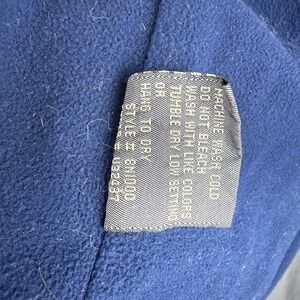 MACHINE WASH COLD
DO NOT BLEACH
WASH WITH LIKE COLORS
TUMBLE DRY LOW SETTING
OR
HANG TO DRY
STYLE # 8N1000